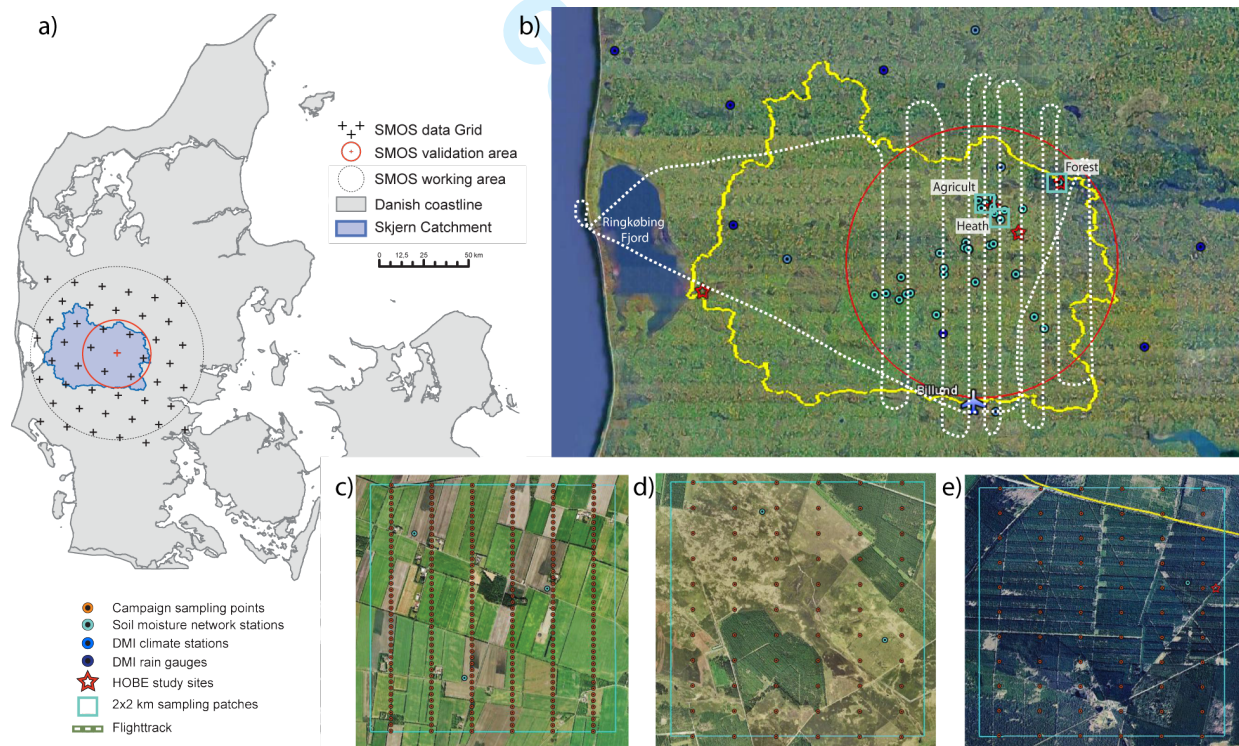 a)
SMOS data Grid
SMOS validation area
SMOS working area
Danish coastline
Skjern Catchment
0 12.5 25 50 km
Campaign sampling points
Soil moisture network stations
DMI climate stations
DMI rain gauges
HOBE study sites
2x2 km sampling patches
Flighttrack
b)
Forest
Agricult
Heath
Ringkøbing
Fjord
Billund
c)
d)
e)